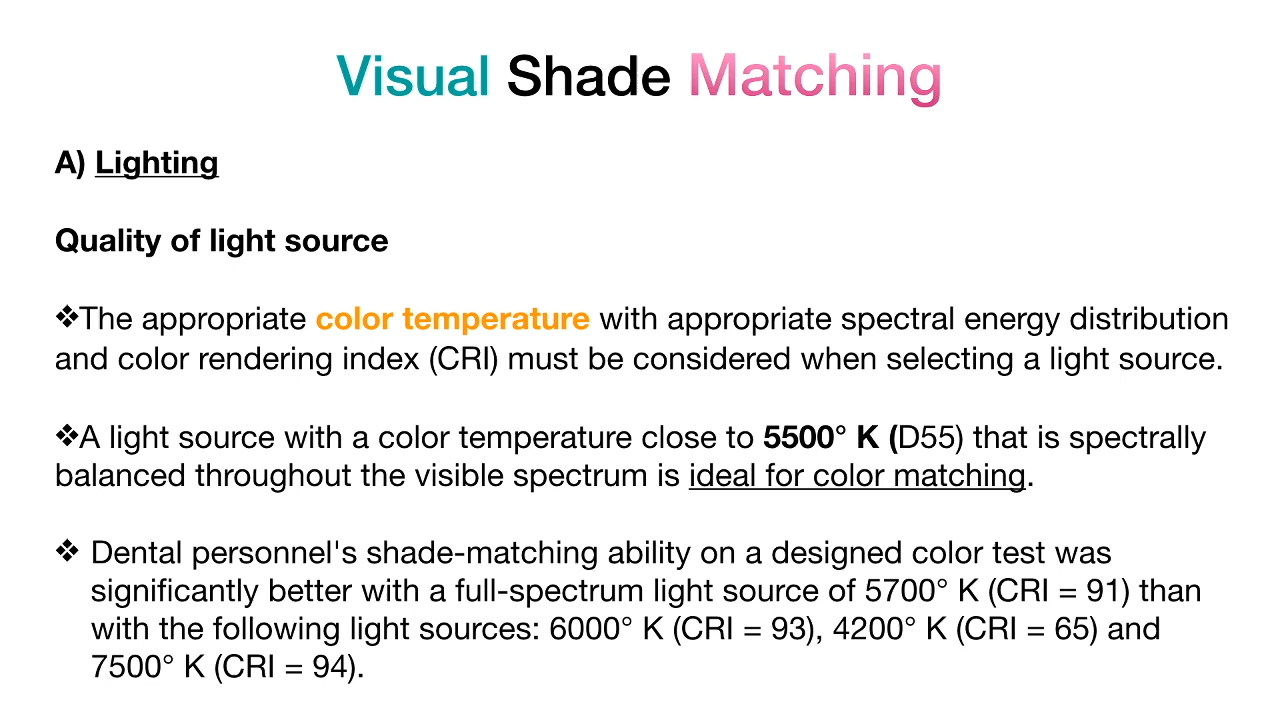 Visual Shade Matching
A) Lighting
Quality of light source
❖The appropriate color temperature with appropriate spectral energy distribution
and color rendering index (CRI) must be considered when selecting a light source.
❖A light source with a color temperature close to 5500° K (D55) that is spectrally
balanced throughout the visible spectrum is ideal for color matching.
❖ Dental personnel's shade-matching ability on a designed color test was
significantly better with a full-spectrum light source of 5700° K (CRI = 91) than
with the following light sources: 6000° K (CRI = 93), 4200° K (CRI = 65) and
7500° K (CRI = 94).